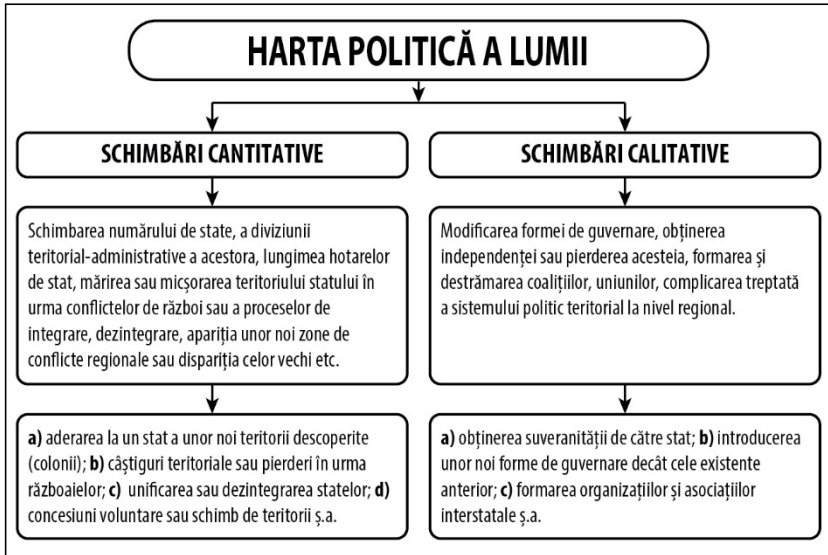 HARTA POLITICĂ A LUMII
SCHIMBĂRI CANTITATIVE
Schimbarea numărului de state, a diviziunii
teritorial-administrative a acestora, lungimea hotarelor
de stat, mărirea sau micșorarea teritoriului statului în
urma conflictelor de război sau a proceselor de
integrare, dezintegrare, apariția unor noi zone de
conflicte regionale sau dispariția celor vechi etc.
a) aderarea la un stat a unor noi teritorii descoperite
(colonii); b) câștiguri teritoriale sau pierderi în urma
războaielor; c) unificarea sau dezintegrarea statelor; d)
concesiuni voluntare sau schimb de teritorii ș.a.
SCHIMBĂRI CALITATIVE
Modificarea formei de guvernare, obținerea
independenței sau pierderea acesteia, formarea și
destrămarea coalițiilor, uniunilor, complicarea treptată
a sistemului politic teritorial la nivel regional.
a) obținerea suveranității de către stat; b) introducerea
unor noi forme de guvernare decât cele existente
anterior; c) formarea organizațiilor și asociațiilor
interstatale ș.a.